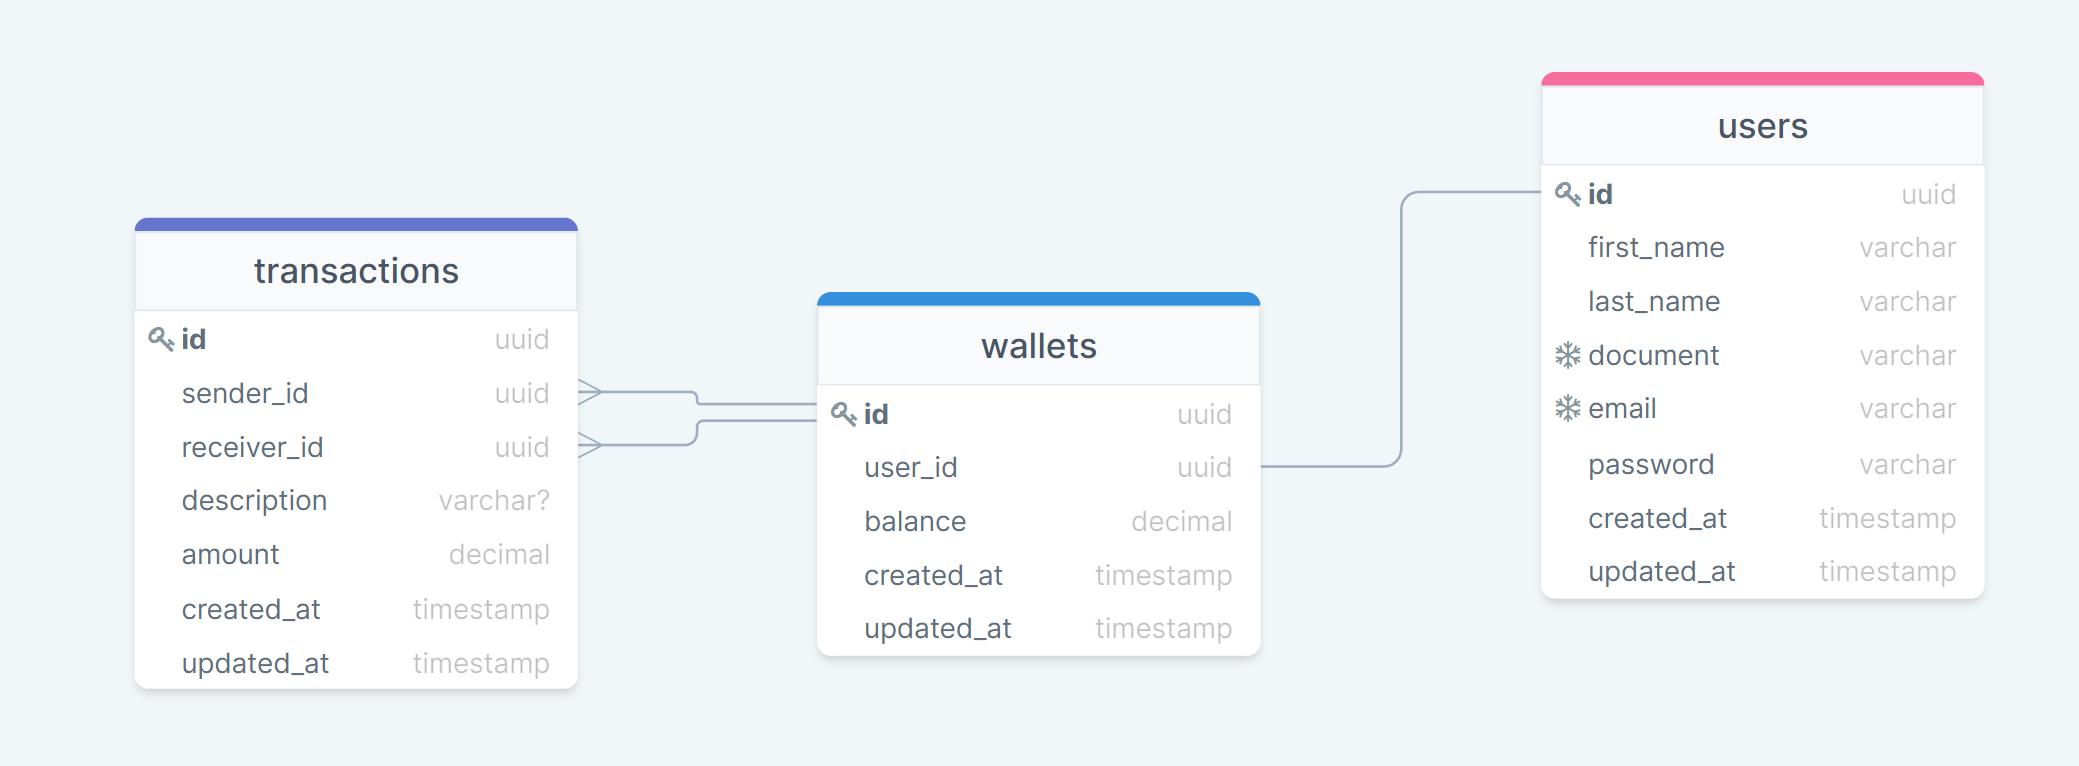 transactions
id uuid
sender_id uuid
receiver_id uuid
description varchar?
amount decimal
created_at timestamp
updated_at timestamp
wallets
id uuid
user_id uuid
balance decimal
created_at timestamp
updated_at timestamp
users
id uuid
first_name varchar
last_name varchar
document varchar
email varchar
password varchar
created_at timestamp
updated_at timestamp